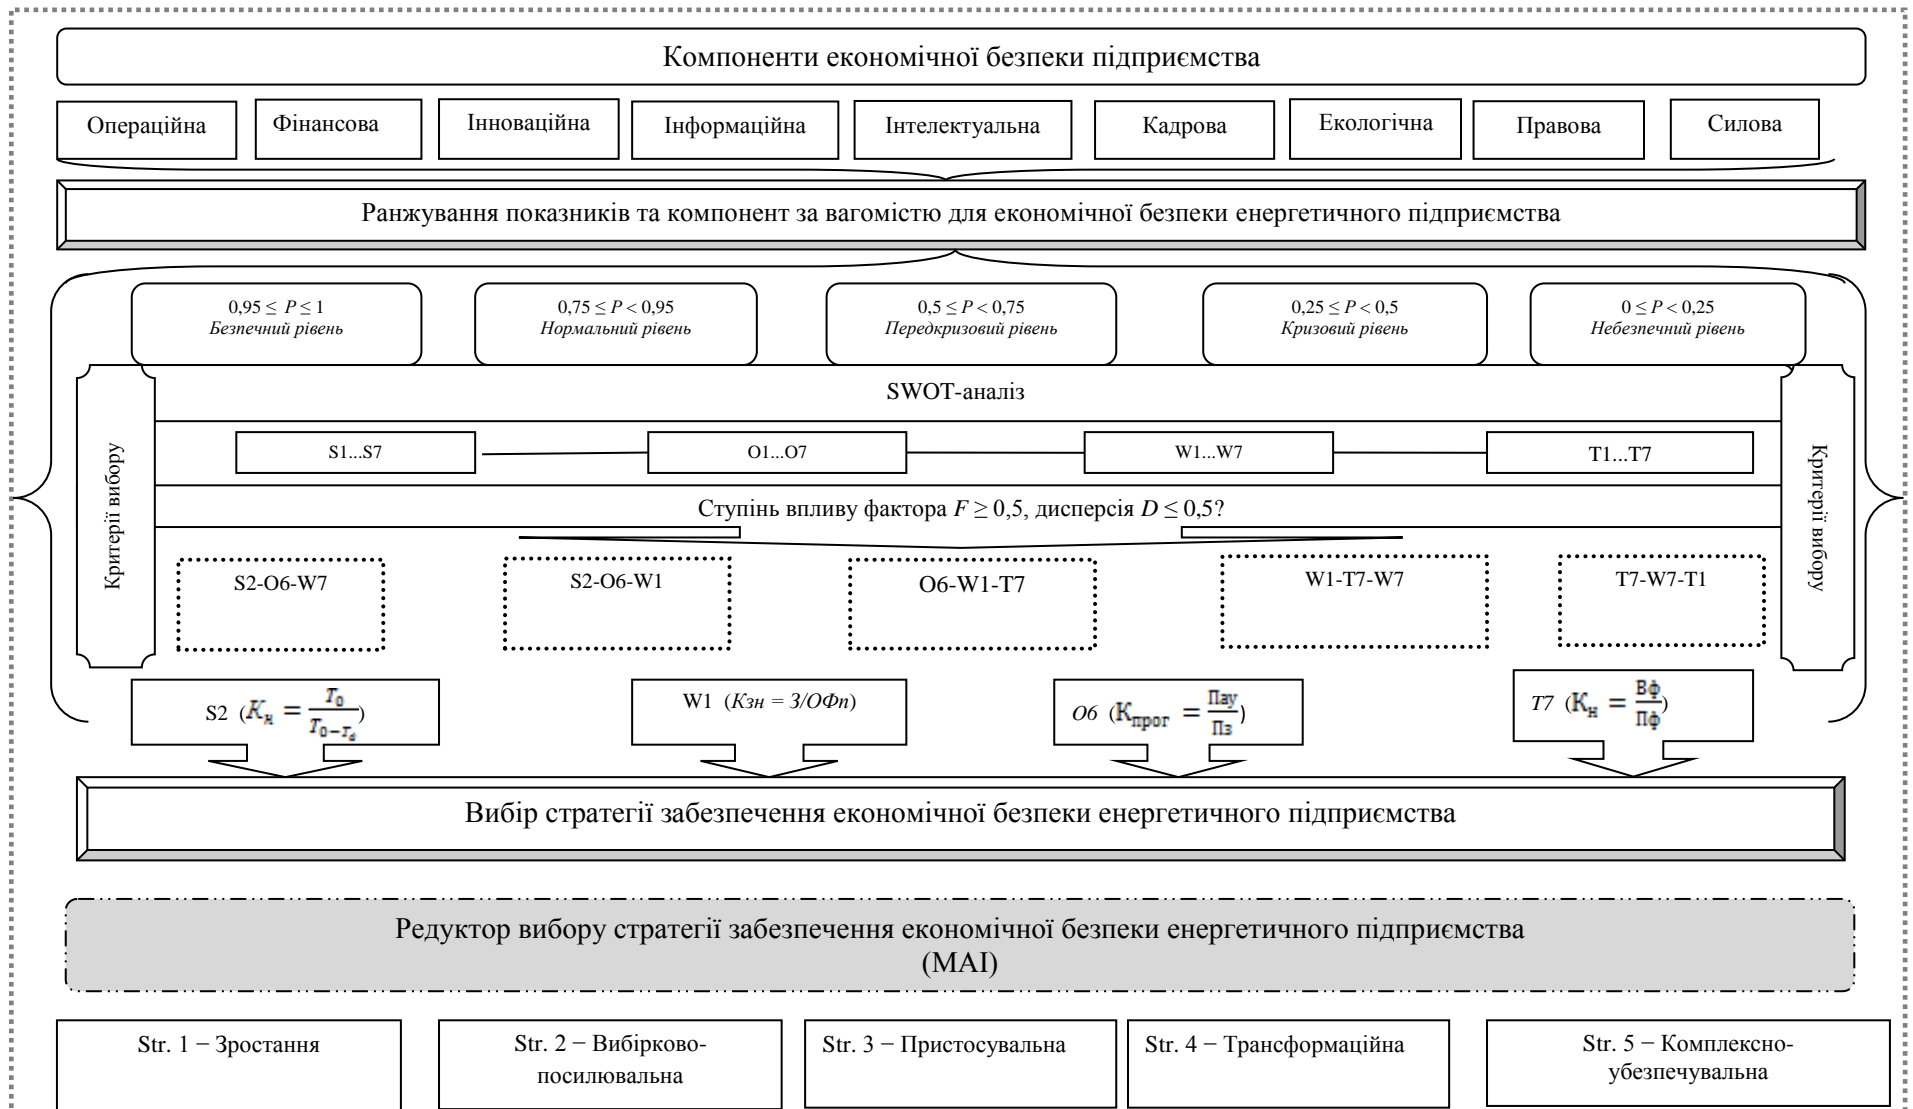 Компоненти економічної безпеки підприємства
Операційна
Фінансова
Інноваційна
Інформаційна
Інтелектуальна
Кадрова
Екологічна
Правова
Силова
Ранжування показників та компонент за вагомістю для економічної безпеки енергетичного підприємства
0,95 ≤ P ≤ 1
Безпечний рівень
0,75 ≤ P < 0,95
Нормальний рівень
0,5 ≤ P < 0,75
Передкризовий рівень
0,25 ≤ P < 0,5
Кризовий рівень
0 ≤ P < 0,25
Небезпечний рівень
Критерії вибору
SWOT-аналіз
S1...S7
O1...O7
W1...W7
T1...T7
Ступінь впливу фактора F ≥ 0,5, дисперсія D ≤ 0,5?
S2-O6-W7
S2-O6-W1
O6-W1-T7
W1-T7-W7
T7-W7-T1
Критерії вибору
S2 (Kн = T0/T0−Td)
W1 (Кзн = З/ОФп)
O6 (Кпрог = Пау/Пз)
T7 (Кн = Вф/Пф)
Вибір стратегії забезпечення економічної безпеки енергетичного підприємства
Редуктор вибору стратегії забезпечення економічної безпеки енергетичного підприємства
(МАІ)
Str. 1 − Зростання
Str. 2 − Вибірково-
посилювальна
Str. 3 − Пристосувальна
Str. 4 − Трансформаційна
Str. 5 − Комплексно-
убезпечувальна